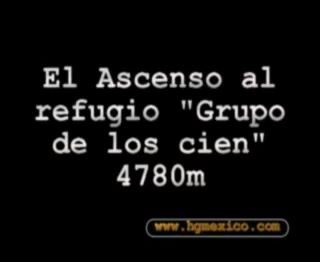 El Ascenso al
refugio "Grupo
de los cien"
4780m
www.hgmexico.com